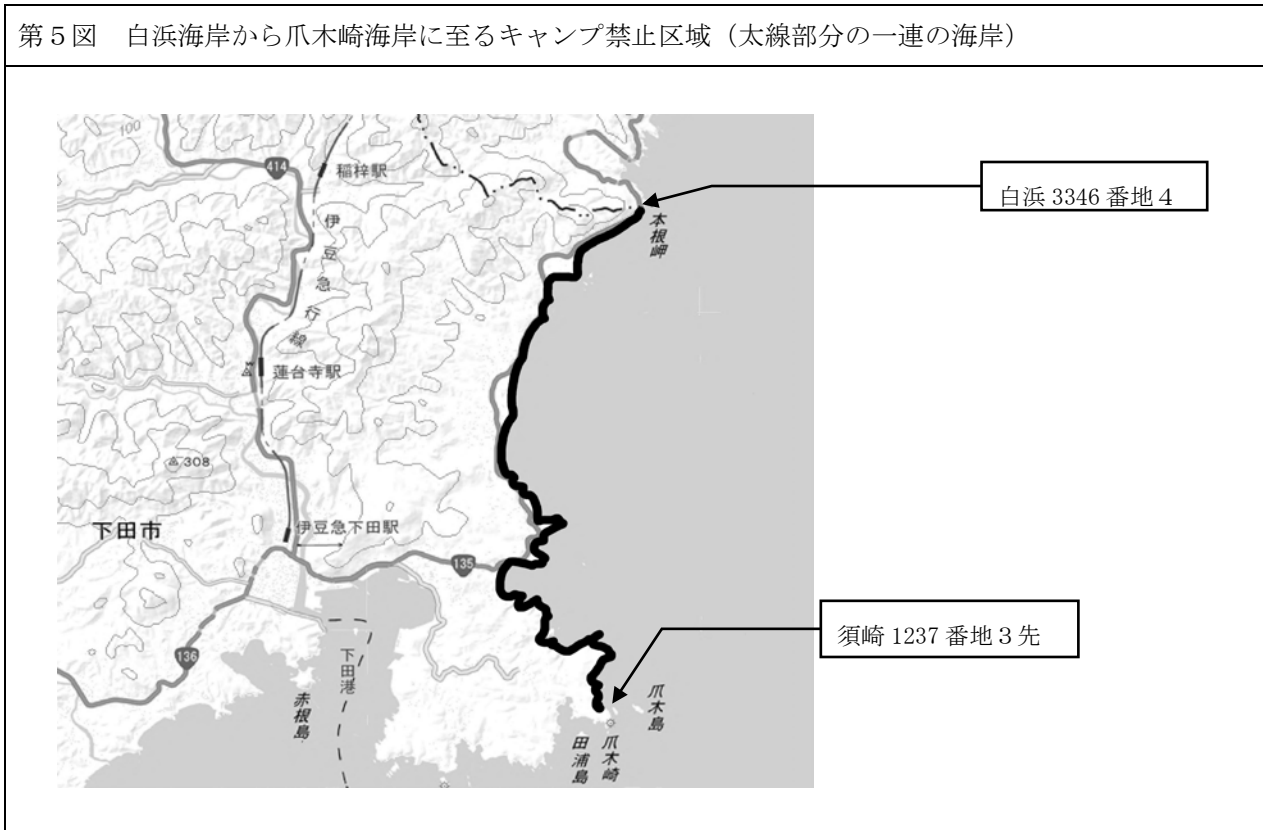 第５図　白浜海岸から爪木崎海岸に至るキャンプ禁止区域（太線部分の一連の海岸）
100
414
稲梓駅
白浜 3346 番地４
本根岬
伊豆急行線
蓮台寺駅
308
下田市
伊豆急下田駅
135
須崎 1237 番地３先
136
下田港
赤根島
爪木島
田浦島
爪木崎